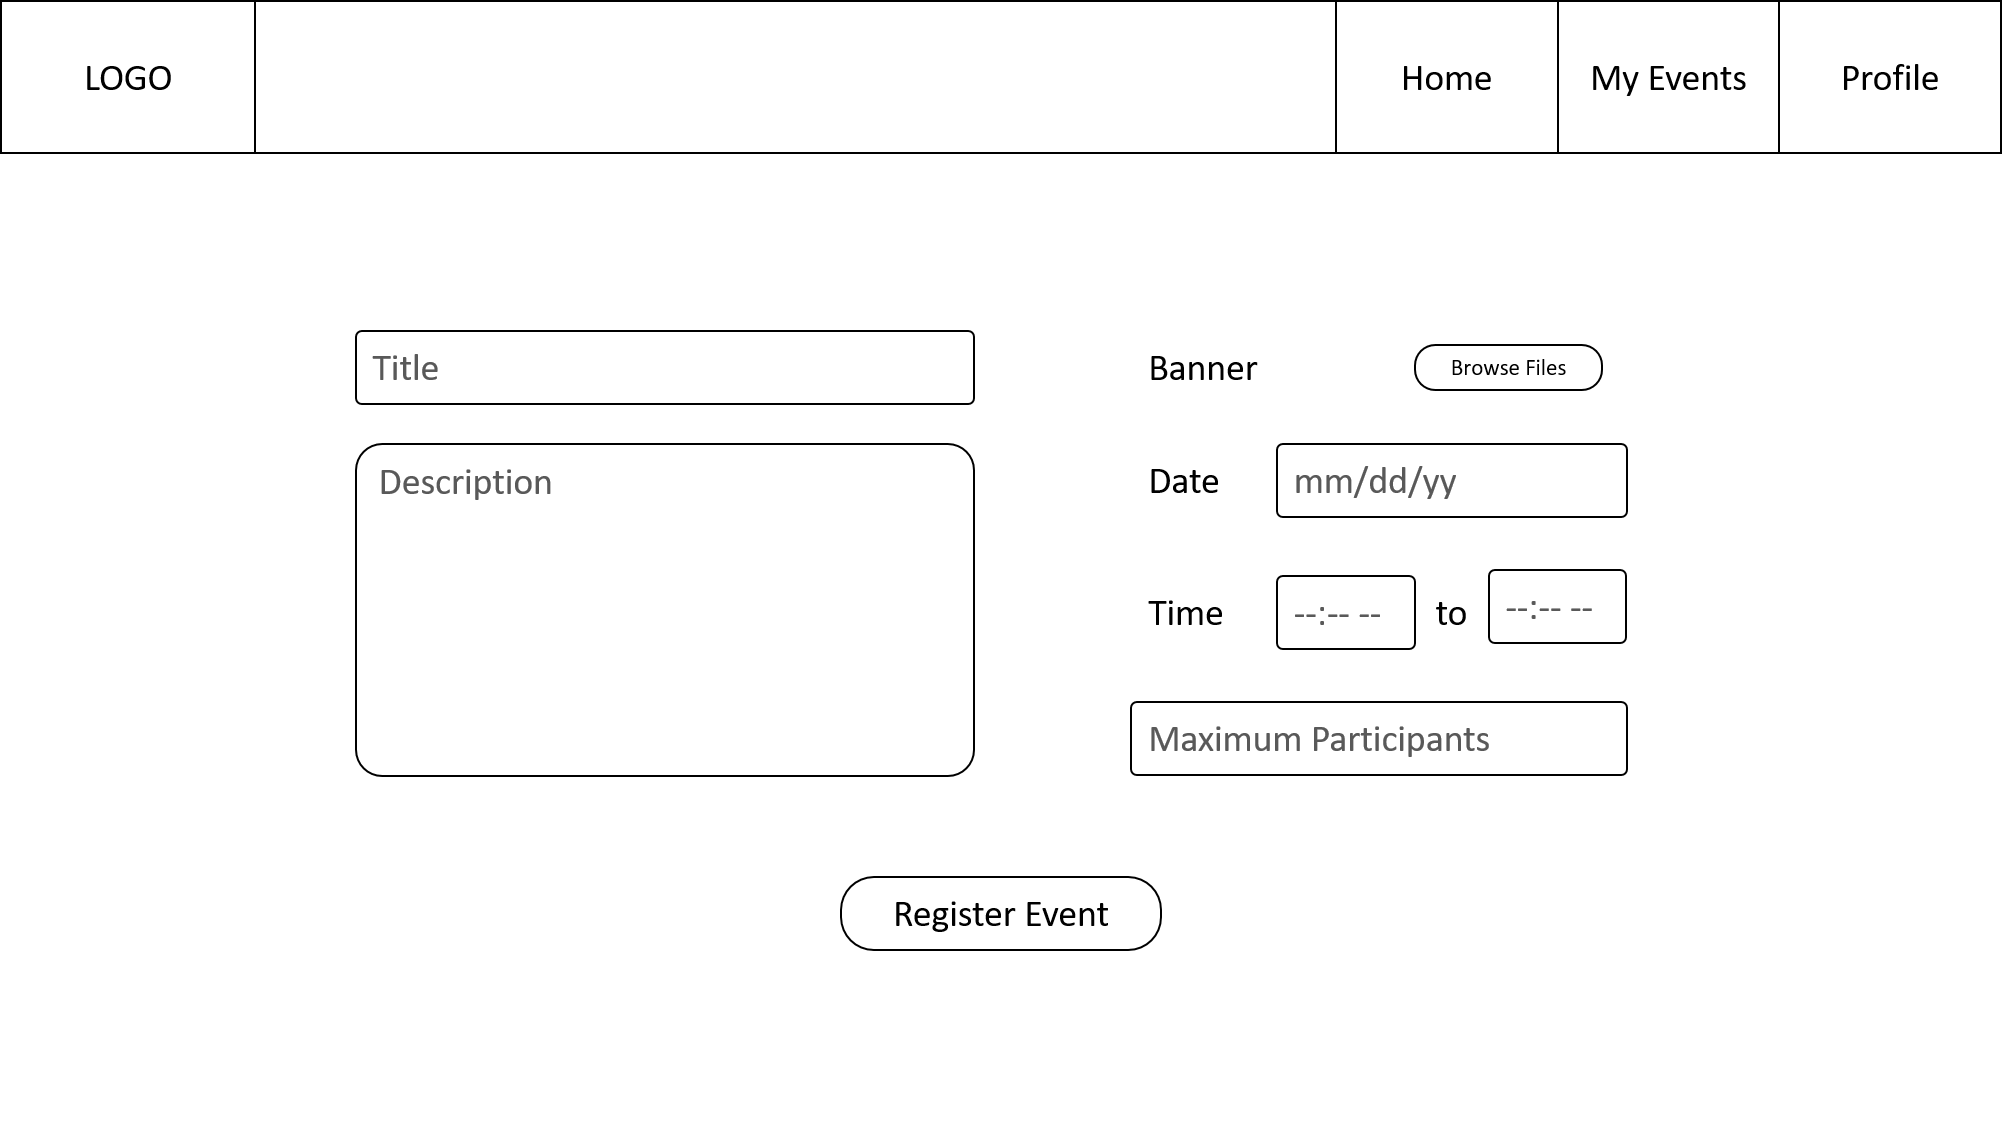 LOGO
Home
My Events
Profile
Title
Description
Banner
Browse Files
Date
mm/dd/yy
Time
--:-- --
to
--:-- --
Maximum Participants
Register Event